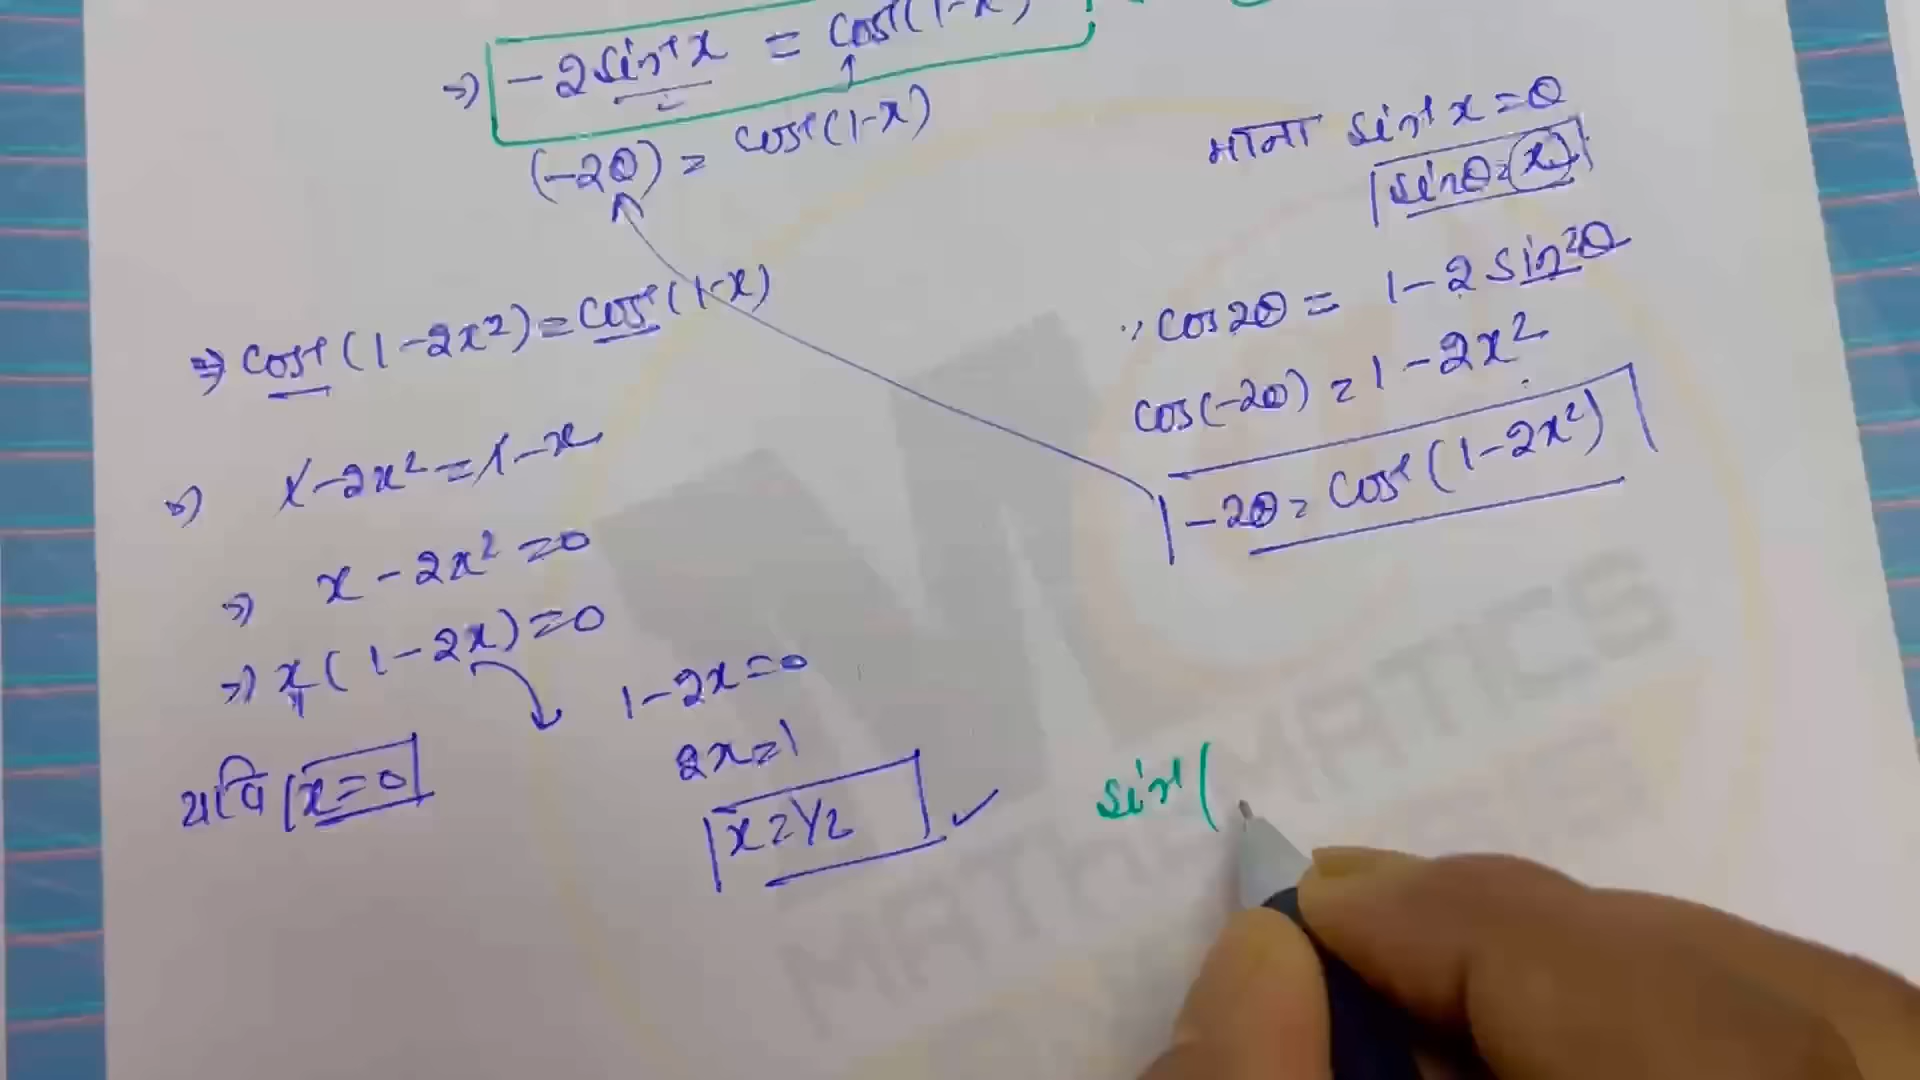 ⇒ -2sin⁻¹x = cos⁻¹(1-x)
(-2θ) = cos⁻¹(1-x)
⇒ cos⁻¹(1-2x²) = cos⁻¹(1-x)
⇒ 1-2x² = 1-x
⇒ x-2x² = 0
⇒ x(1-2x) = 0
यदि x=0
1-2x=0
2x=1
x=1/2 ✓
माना sin⁻¹x = θ
sinθ = x
∵ cos2θ = 1-2sin²θ
cos(-2θ) = 1-2x²
-2θ = cos⁻¹(1-2x²)
sin⁻¹(
MATHEMATICS